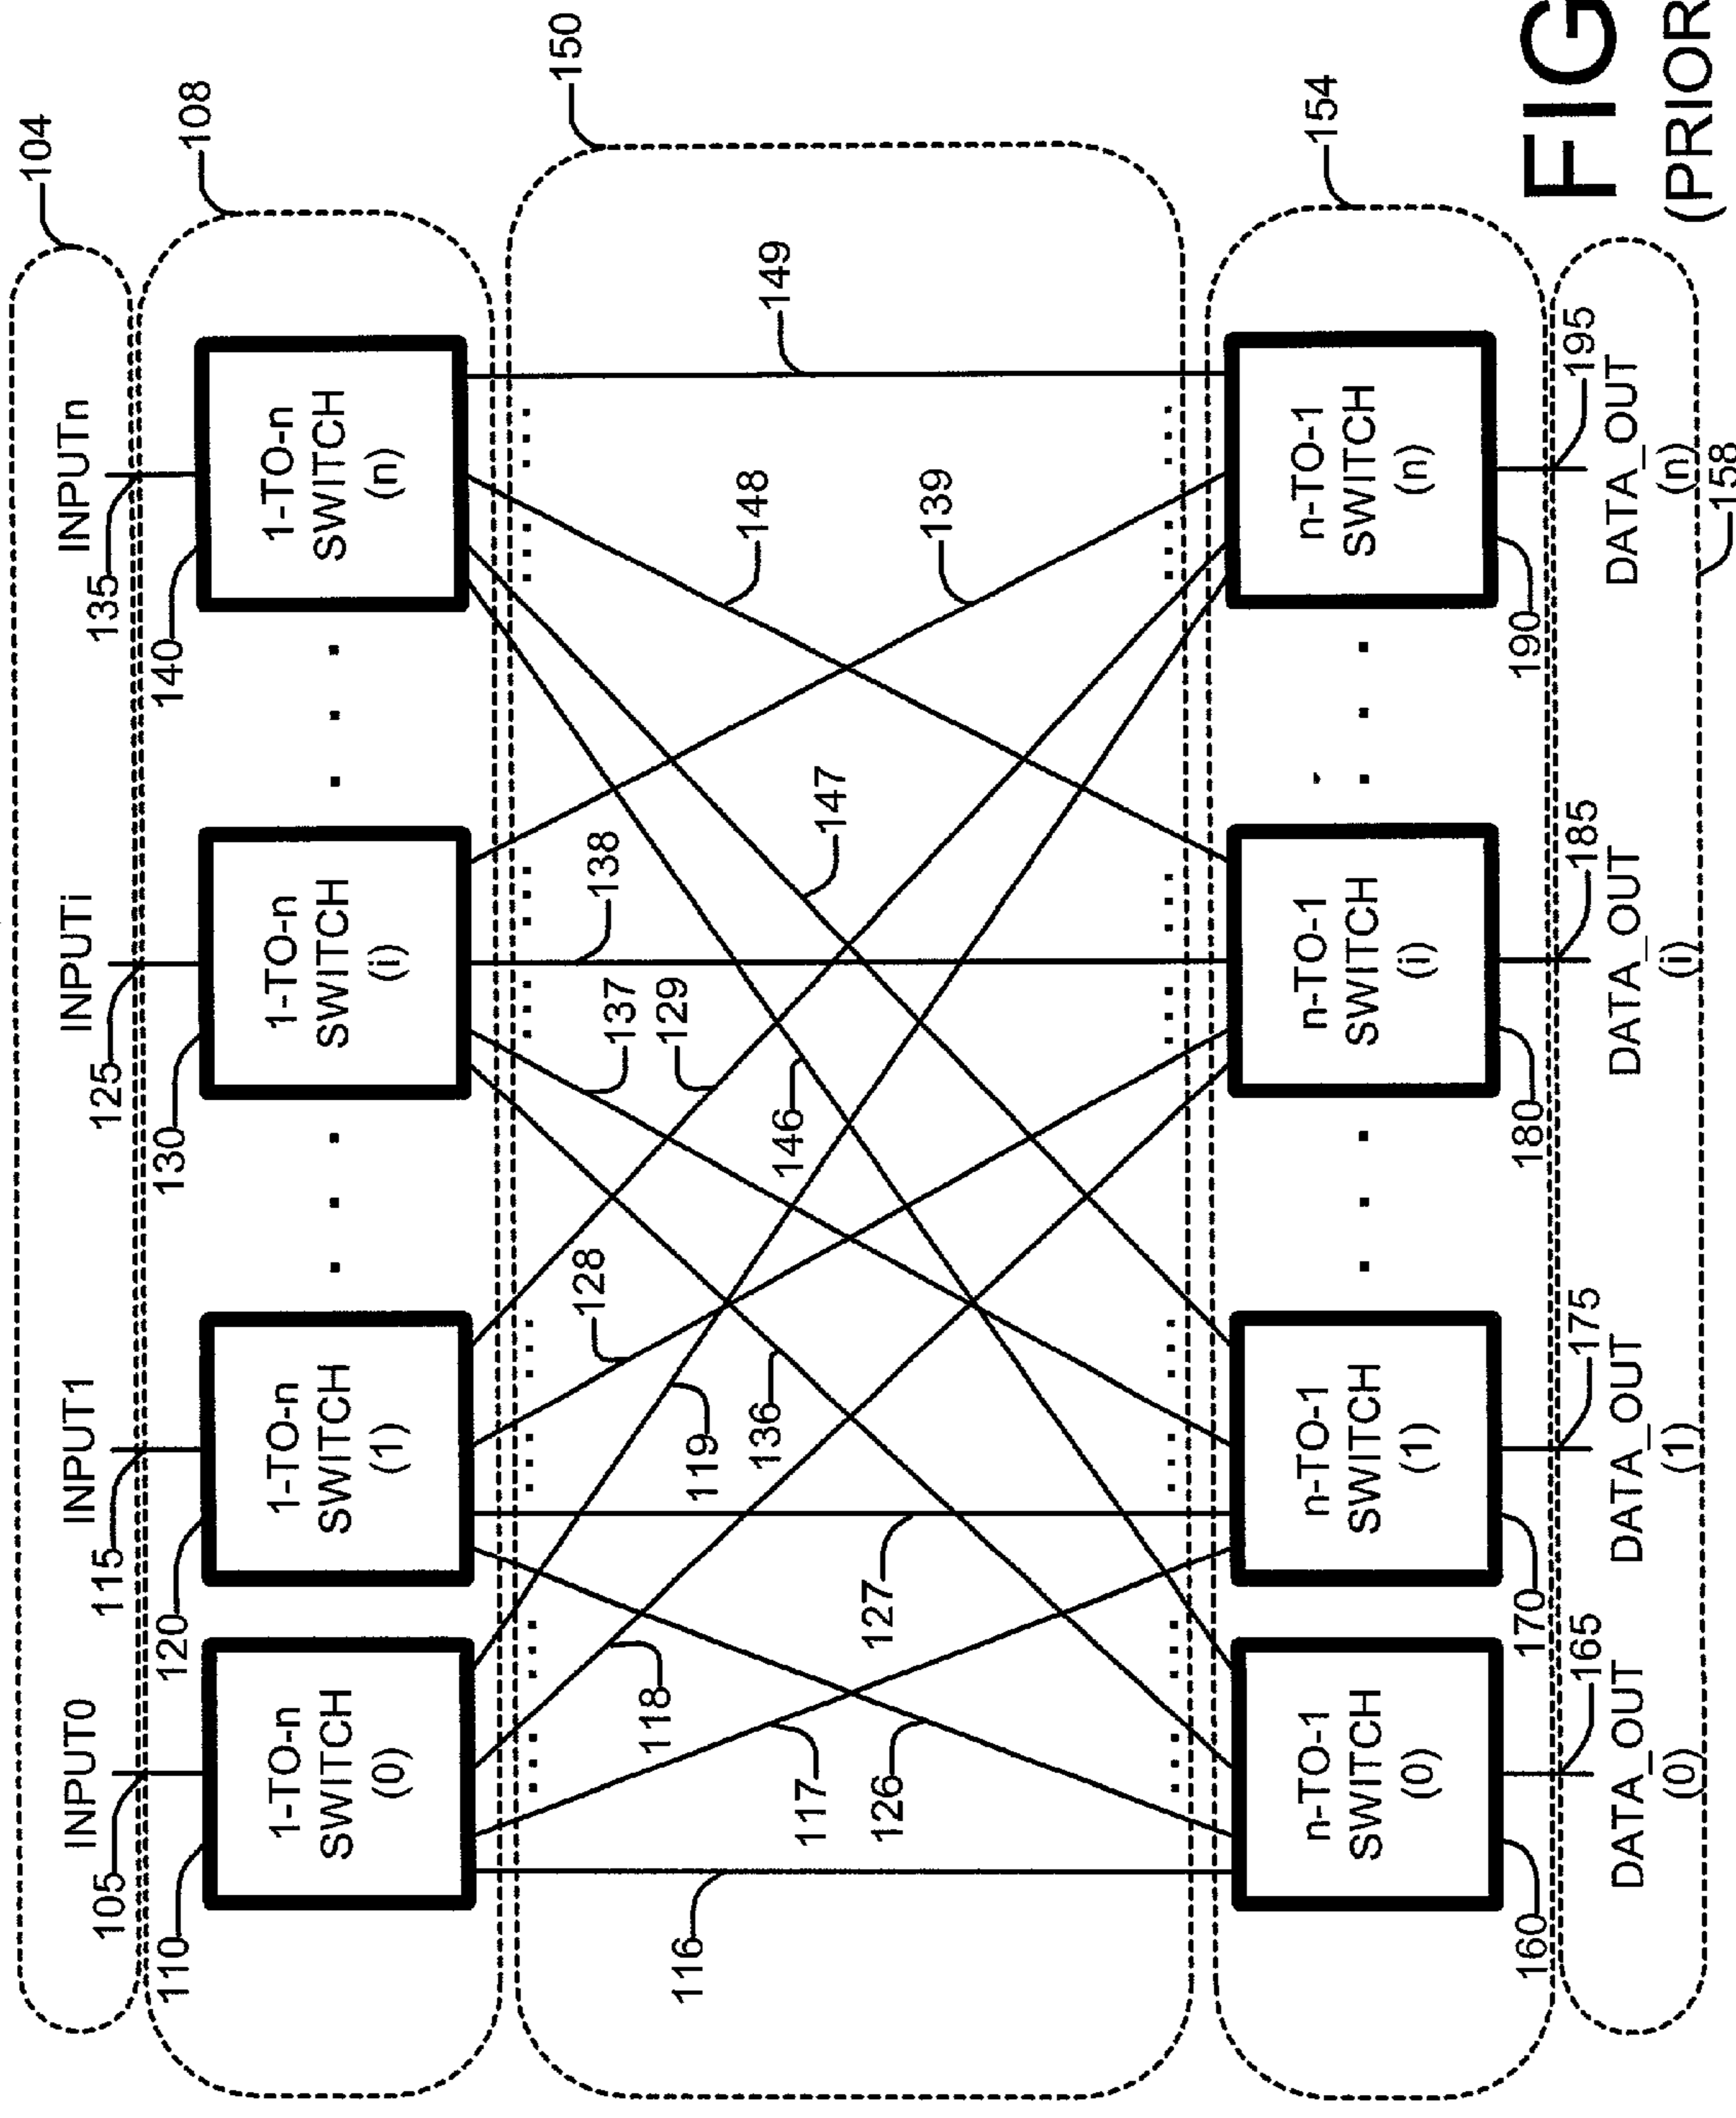 104
108
150
INPUT0
INPUT1
INPUTi
INPUTn
105
115
125
135
110
120
130
140
1-TO-n
SWITCH
(0)
1-TO-n
SWITCH
(1)
1-TO-n
SWITCH
(i)
1-TO-n
SWITCH
(n)
116
117
118
119
126
127
128
129
136
137
138
139
146
147
148
149
154
n-TO-1
SWITCH
(0)
n-TO-1
SWITCH
(1)
n-TO-1
SWITCH
(i)
n-TO-1
SWITCH
(n)
160
170
180
190
165
175
185
195
DATA_OUT
(0)
DATA_OUT
(1)
DATA_OUT
(i)
DATA_OUT
(n)
158
FIG
(PRIOR